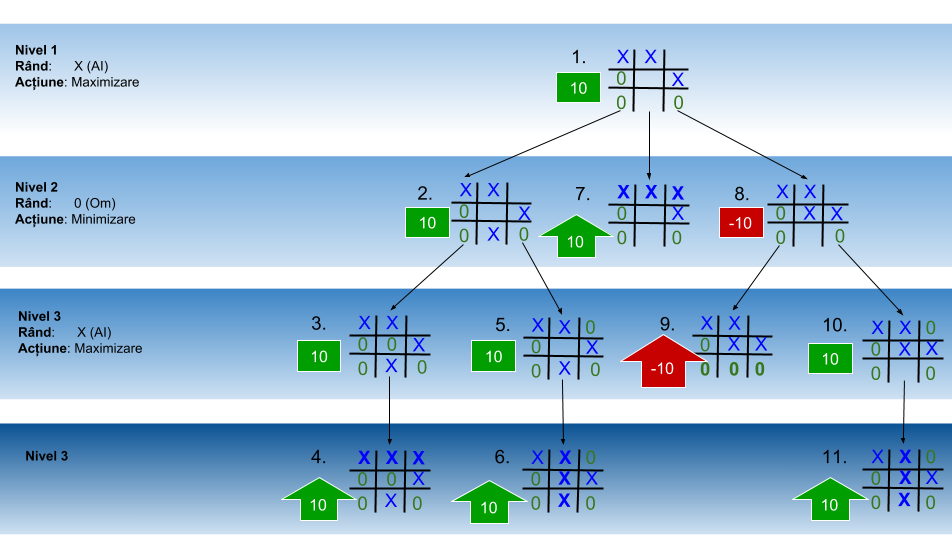 Nivel 1
Rând: X (AI)
Acțiune: Maximizare
1.
10
X X
0 X
0 0
Nivel 2
Rând: 0 (Om)
Acțiune: Minimizare
2.
10
X X
0 X
0 X 0
7.
10
X X X
0 X
0 0
8.
-10
X X
0 X X
0 0
Nivel 3
Rând: X (AI)
Acțiune: Maximizare
3.
10
X X
0 0 X
0 X 0
5.
10
X X 0
0 X
0 X 0
9.
-10
X X
0 X X
0 0 0
10.
10
X X 0
0 X X
0 0
Nivel 3
4.
10
X X X
0 0 X
0 X 0
6.
10
X X 0
0 X X
0 X 0
11.
10
X X 0
0 X X
0 X 0